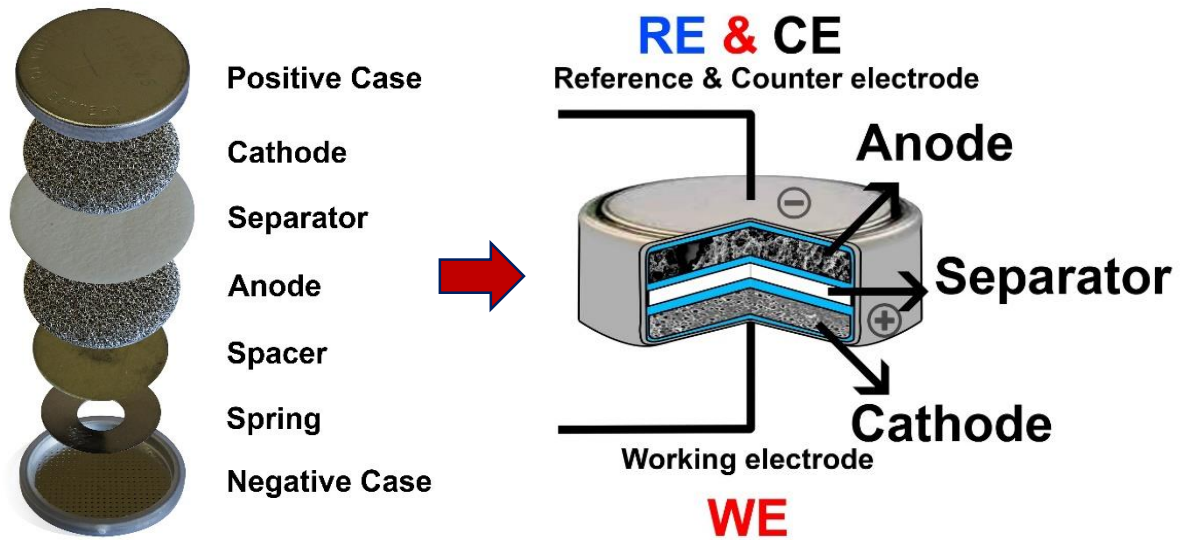 Positive Case
Cathode
Separator
Anode
Spacer
Spring
Negative Case
RE & CE
Reference & Counter electrode
Anode
−
Separator
+
Cathode
Working electrode
WE